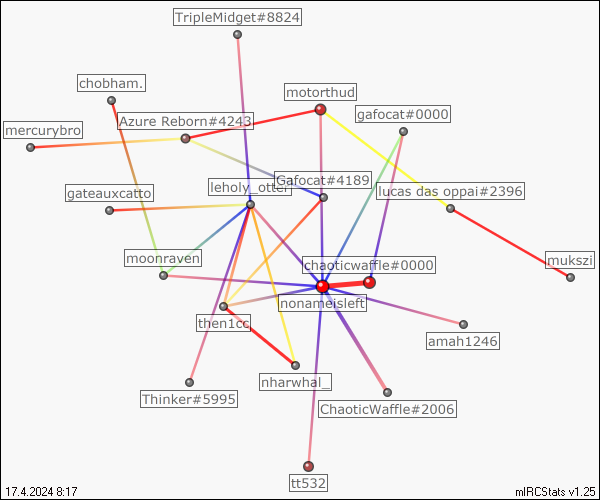 TripleMidget#8824
chobham.
motorthud
gafocat#0000
Azure Reborn#4243
mercurybro
Gafocat#4189
leholy_otter
gateauxcatto
lucas das oppai#2396
moonraven
chaoticwaffle#0000
mukszi
nonameisleft
then1cc
amah1246
nharwhal_
Thinker#5995
ChaoticWaffle#2006
tt532
17.4.2024 8:17
mIRCStats v1.25